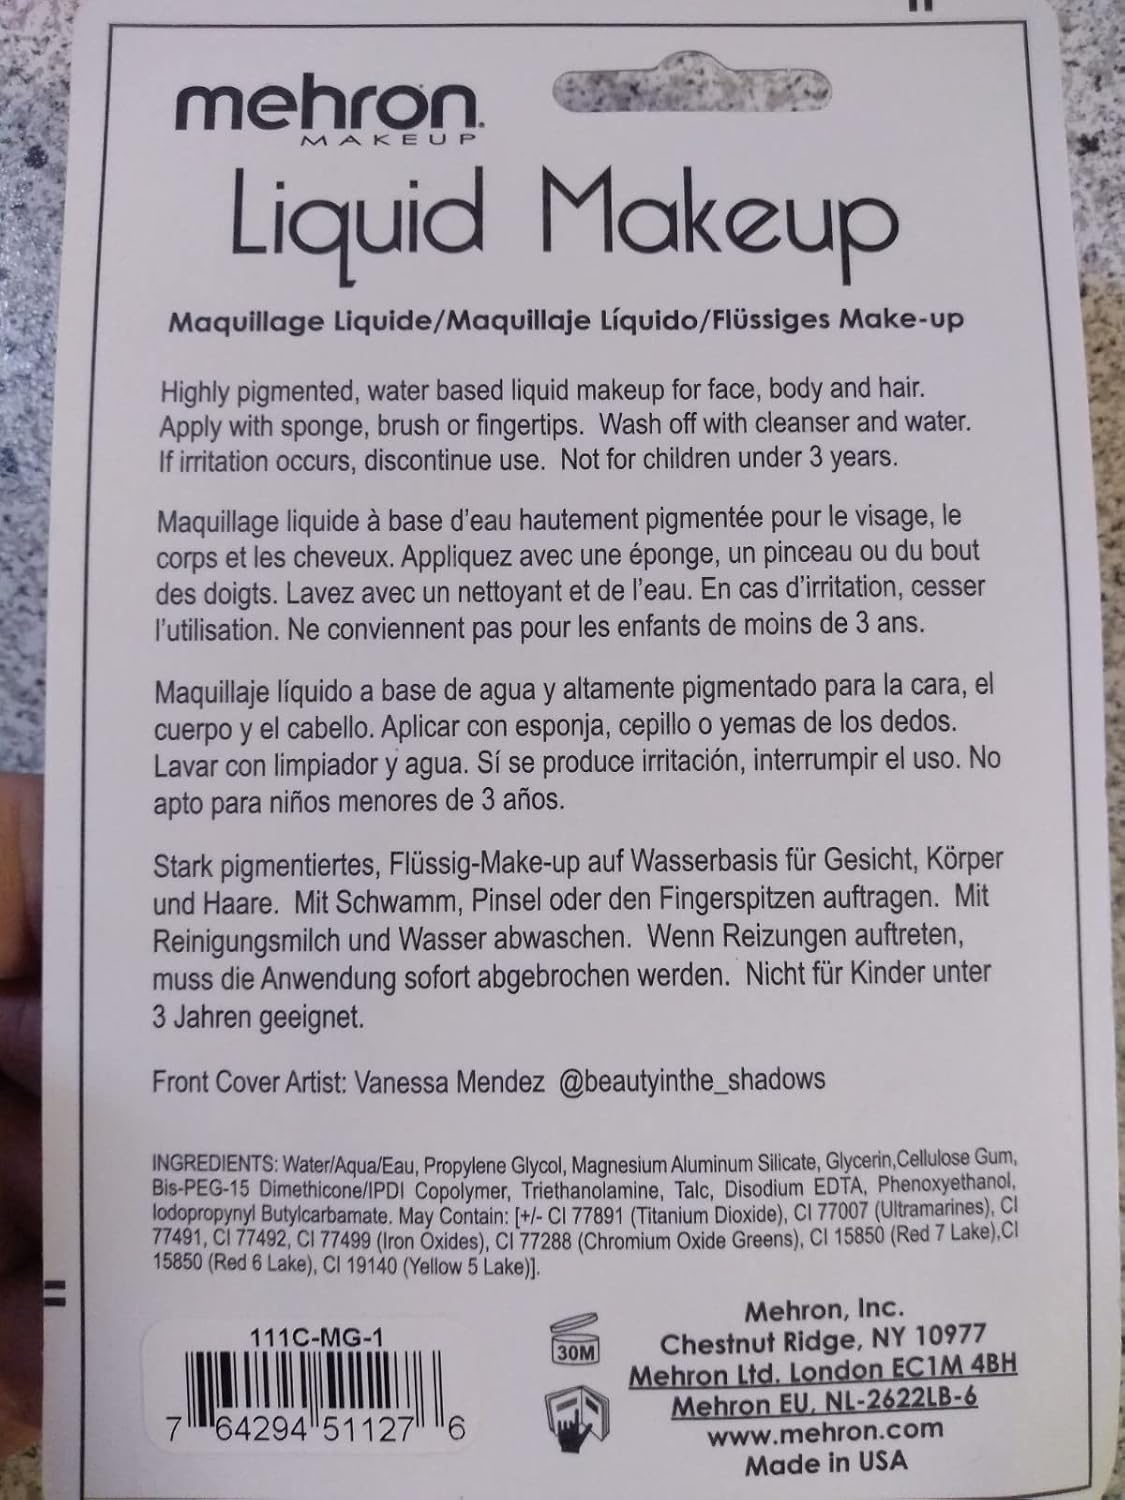 mehron.
MAKEUP
Liquid Makeup
Maquillage Liquide/Maquillaje Líquido/Flüssiges Make-up
Highly pigmented, water based liquid makeup for face, body and hair.
Apply with sponge, brush or fingertips. Wash off with cleanser and water.
If irritation occurs, discontinue use. Not for children under 3 years.
Maquillage liquide à base d'eau hautement pigmentée pour le visage, le
corps et les cheveux. Appliquez avec une éponge, un pinceau ou du bout
des doigts. Lavez avec un nettoyant et de l'eau. En cas d'irritation, cesser
l'utilisation. Ne conviennent pas pour les enfants de moins de 3 ans.
Maquillaje líquido a base de agua y altamente pigmentado para la cara, el
cuerpo y el cabello. Aplicar con esponja, cepillo o yemas de los dedos.
Lavar con limpiador y agua. Sí se produce irritación, interrumpir el uso. No
apto para niños menores de 3 años.
Stark pigmentiertes, Flüssig-Make-up auf Wasserbasis für Gesicht, Körper
und Haare. Mit Schwamm, Pinsel oder den Fingerspitzen auftragen. Mit
Reinigungsmilch und Wasser abwaschen. Wenn Reizungen auftreten,
muss die Anwendung sofort abgebrochen werden. Nicht für Kinder unter
3 Jahren geeignet.
Front Cover Artist: Vanessa Mendez @beautyinthe_shadows
INGREDIENTS: Water/Aqua/Eau, Propylene Glycol, Magnesium Aluminum Silicate, Glycerin,Cellulose Gum,
Bis-PEG-15 Dimethicone/IPDI Copolymer, Triethanolamine, Talc, Disodium EDTA, Phenoxyethanol,
Iodopropynyl Butylcarbamate. May Contain: [+/- CI 77891 (Titanium Dioxide), CI 77007 (Ultramarines), CI
77491, CI 77492, CI 77499 (Iron Oxides), CI 77288 (Chromium Oxide Greens), CI 15850 (Red 7 Lake),CI
15850 (Red 6 Lake), CI 19140 (Yellow 5 Lake)].
111C-MG-1
7 64294 51127 6
30M
Mehron, Inc.
Chestnut Ridge, NY 10977
Mehron Ltd. London EC1M 4BH
Mehron EU, NL-2622LB-6
www.mehron.com
Made in USA